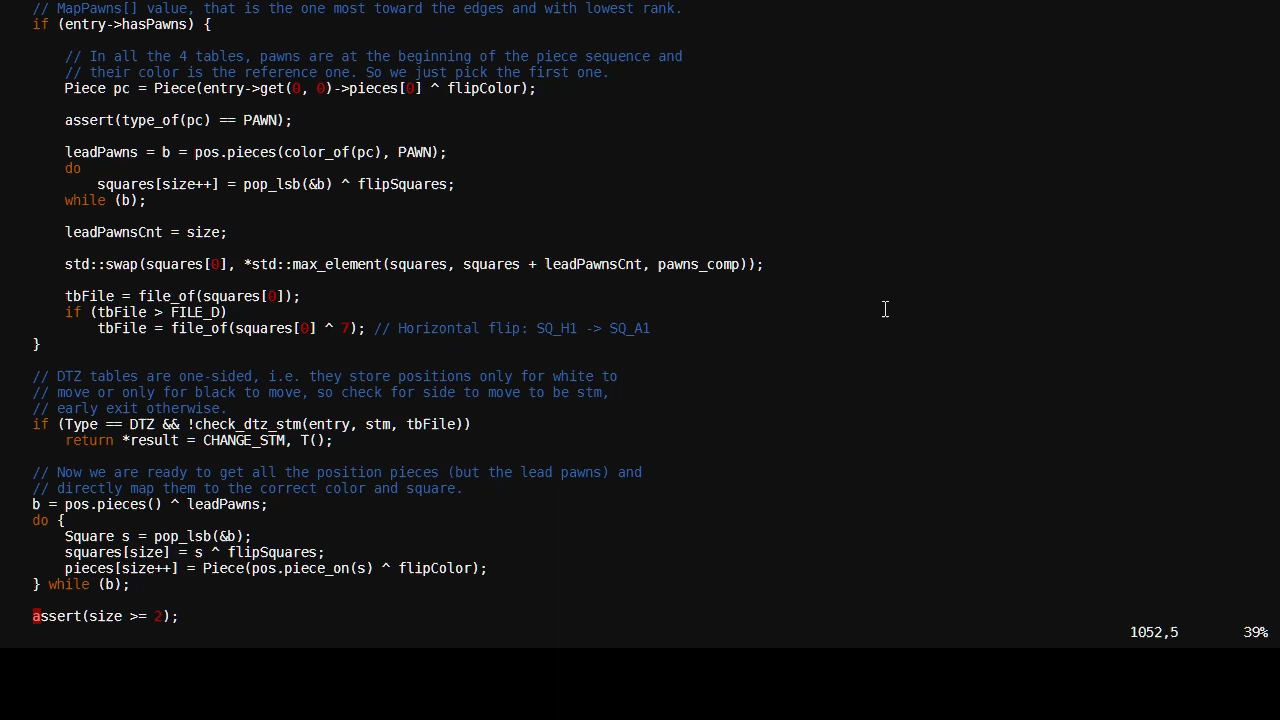 // MapPawns[] value, that is the one most toward the edges and with lowest rank.
if (entry->hasPawns) {
// In all the 4 tables, pawns are at the beginning of the piece sequence and
// their color is the reference one. So we just pick the first one.
Piece pc = Piece(entry->get(0, 0)->pieces[0] ^ flipColor);
assert(type_of(pc) == PAWN);
leadPawns = b = pos.pieces(color_of(pc), PAWN);
do
squares[size++] = pop_lsb(&b) ^ flipSquares;
while (b);
leadPawnsCnt = size;
std::swap(squares[0], *std::max_element(squares, squares + leadPawnsCnt, pawns_comp));
tbFile = file_of(squares[0]);
if (tbFile > FILE_D)
tbFile = file_of(squares[0] ^ 7); // Horizontal flip: SQ_H1 -> SQ_A1
}
// DTZ tables are one-sided, i.e. they store positions only for white to
// move or only for black to move, so check for side to move to be stm,
// early exit otherwise.
if (Type == DTZ && !check_dtz_stm(entry, stm, tbFile))
return *result = CHANGE_STM, T();
// Now we are ready to get all the position pieces (but the lead pawns) and
// directly map them to the correct color and square.
b = pos.pieces() ^ leadPawns;
do {
Square s = pop_lsb(&b);
squares[size] = s ^ flipSquares;
pieces[size++] = Piece(pos.piece_on(s) ^ flipColor);
} while (b);
assert(size >= 2);
1052,5 39%